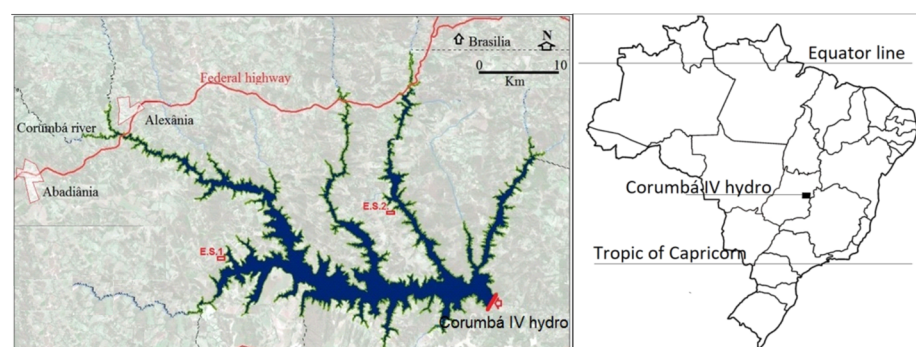 Brasilia
N
0 10
Km
Federal highway
Corumbá river
Alexânia
Abadiânia
E.S.2
E.S.1
Corumbá IV hydro
Equator line
Corumbá IV hydro
Tropic of Capricorn